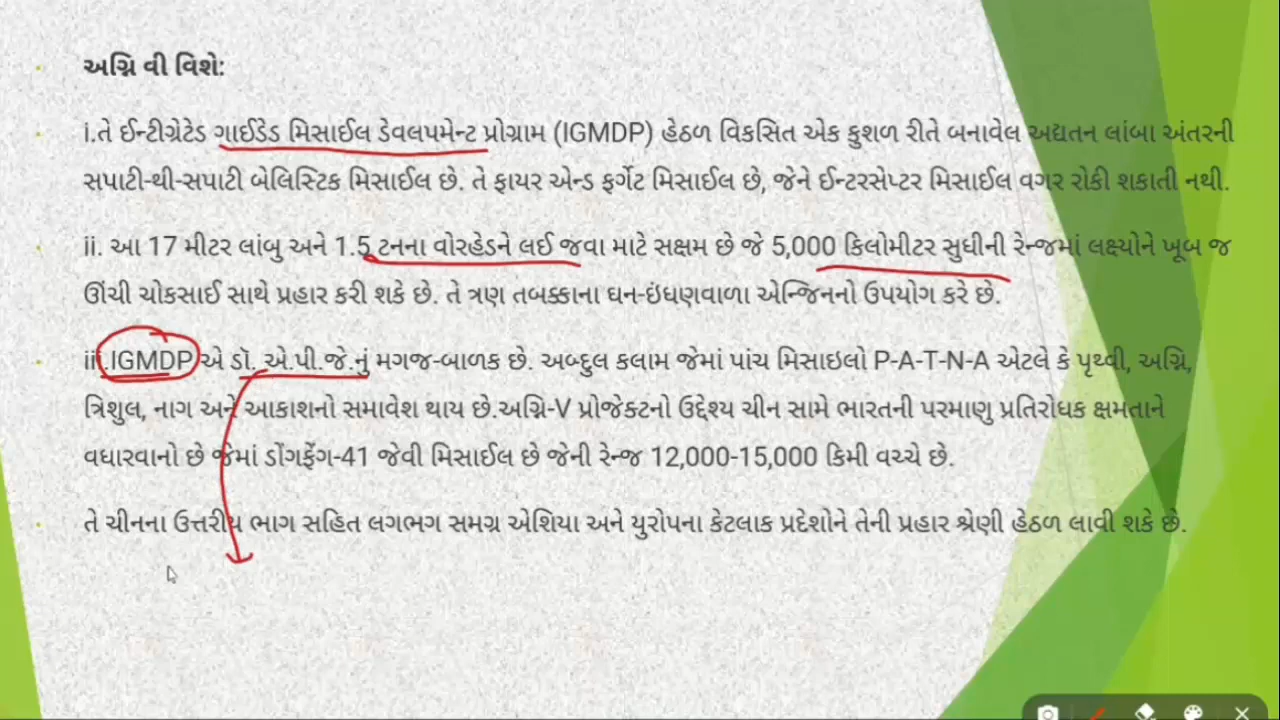 અગ્નિ વી વિશે:
i.તે ઈન્ટીગ્રેટેડ ગાઈડેડ મિસાઈલ ડેવલપમેન્ટ પ્રોગ્રામ (IGMDP) હેઠળ વિકસિત એક કુશળ રીતે બનાવેલ અદ્યતન લાંબા અંતરની
સપાટી-થી-સપાટી બેલિસ્ટિક મિસાઈલ છે. તે ફાયર એન્ડ ફર્ગેટ મિસાઈલ છે, જેને ઈન્ટરસેપ્ટર મિસાઈલ વગર રોકી શકાતી નથી.
ii. આ 17 મીટર લાંબુ અને 1.5 ટનના વોરહેડને લઈ જવા માટે સક્ષમ છે જે 5,000 કિલોમીટર સુધીની રેન્જમાં લક્ષ્યોને ખૂબ જ
ઊંચી ચોકસાઈ સાથે પ્રહાર કરી શકે છે. તે ત્રણ તબક્કાના ઘન-ઇંધણવાળા એન્જિનનો ઉપયોગ કરે છે.
iii.IGMDP એ ડૉ. એ.પી.જે.નું મગજ-બાળક છે. અબ્દુલ કલામ જેમાં પાંચ મિસાઇલો P-A-T-N-A એટલે કે પૃથ્વી, અગ્નિ,
ત્રિશુલ, નાગ અને આકાશનો સમાવેશ થાય છે.અગ્નિ-V પ્રોજેક્ટનો ઉદ્દેશ્ય ચીન સામે ભારતની પરમાણુ પ્રતિરોધક ક્ષમતાને
વધારવાનો છે જેમાં ડોંગફેંગ-41 જેવી મિસાઈલ છે જેની રેન્જ 12,000-15,000 કિમી વચ્ચે છે.
તે ચીનના ઉત્તરીય ભાગ સહિત લગભગ સમગ્ર એશિયા અને યુરોપના કેટલાક પ્રદેશોને તેની પ્રહાર શ્રેણી હેઠળ લાવી શકે છે.